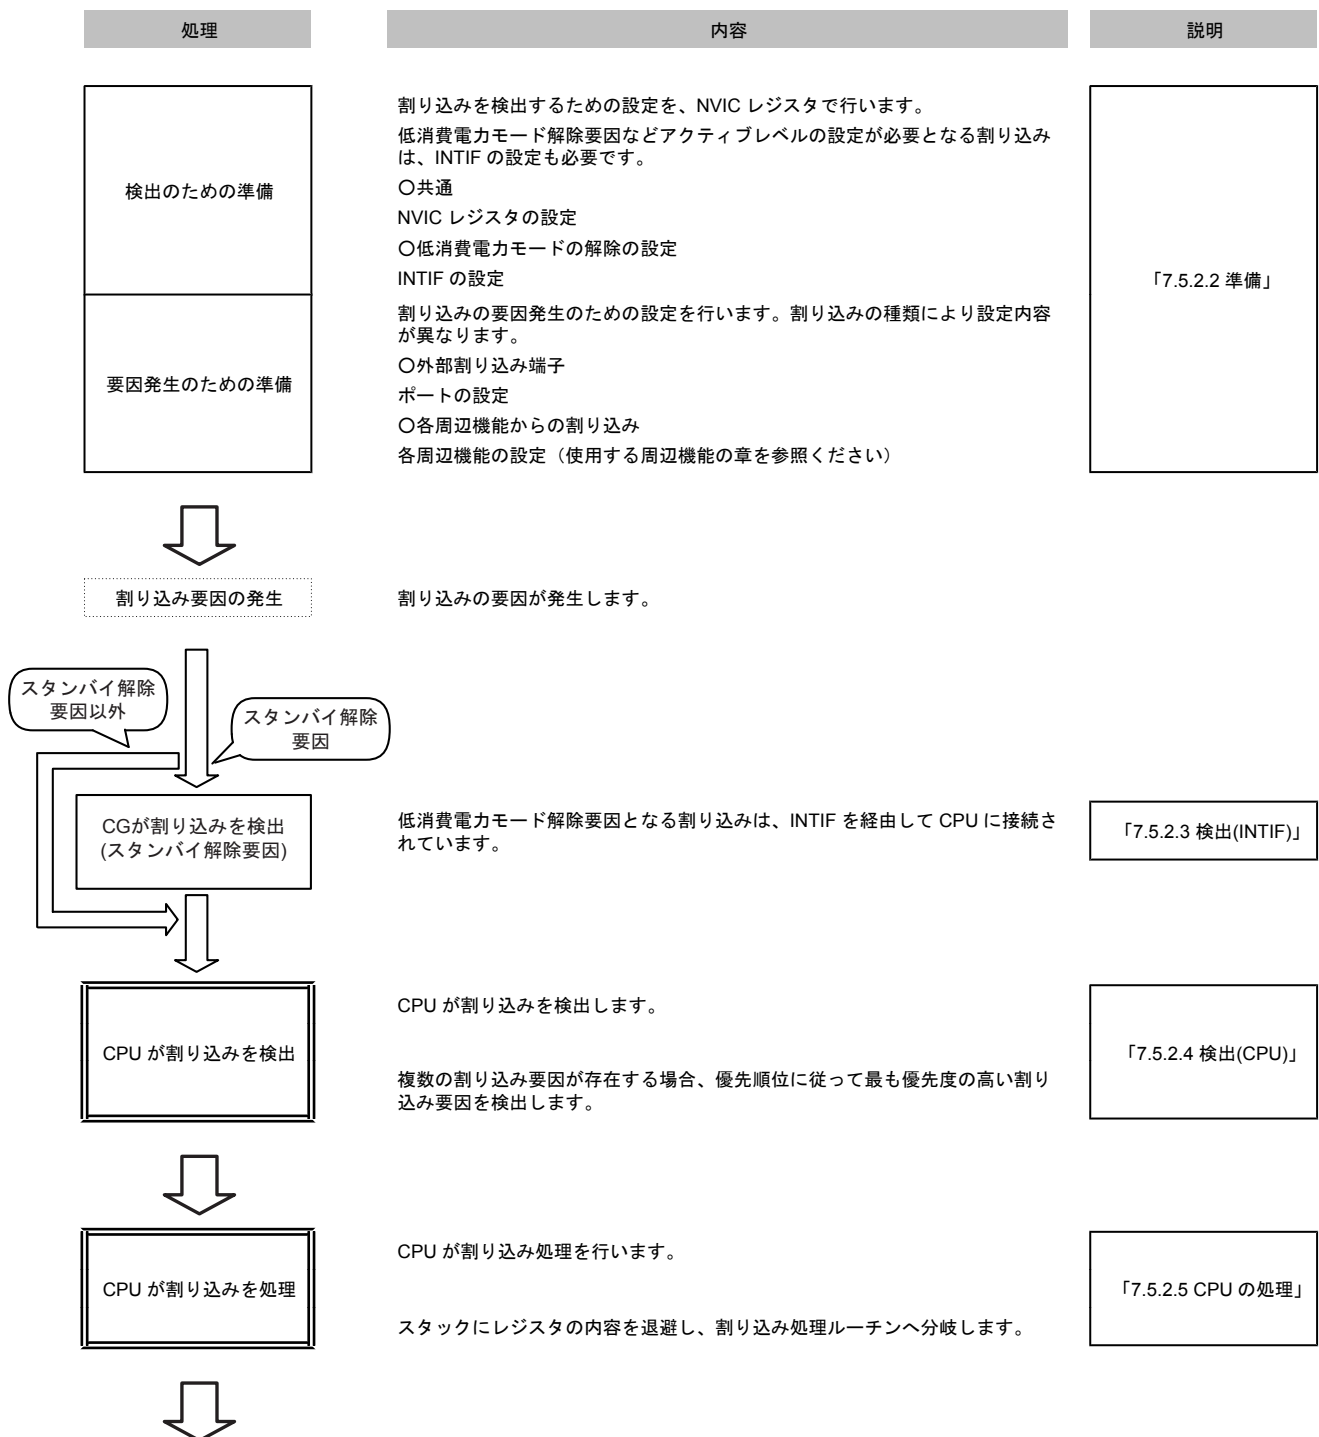 処理
内容
説明
検出のための準備
割り込みを検出するための設定を、NVIC レジスタで行います。
低消費電力モード解除要因などアクティブレベルの設定が必要となる割り込み
は、INTIF の設定も必要です。
〇共通
NVIC レジスタの設定
〇低消費電力モードの解除の設定
INTIF の設定
「7.5.2.2 準備」
要因発生のための準備
割り込みの要因発生のための設定を行います。割り込みの種類により設定内容
が異なります。
〇外部割り込み端子
ポートの設定
〇各周辺機能からの割り込み
各周辺機能の設定（使用する周辺機能の章を参照ください）
割り込み要因の発生
割り込みの要因が発生します。
スタンバイ解除
要因以外
スタンバイ解除
要因
CGが割り込みを検出
(スタンバイ解除要因)
低消費電力モード解除要因となる割り込みは、INTIF を経由して CPU に接続さ
れています。
「7.5.2.3 検出(INTIF)」
CPU が割り込みを検出
CPU が割り込みを検出します。
複数の割り込み要因が存在する場合、優先順位に従って最も優先度の高い割り
込み要因を検出します。
「7.5.2.4 検出(CPU)」
CPU が割り込みを処理
CPU が割り込み処理を行います。
スタックにレジスタの内容を退避し、割り込み処理ルーチンへ分岐します。
「7.5.2.5 CPU の処理」